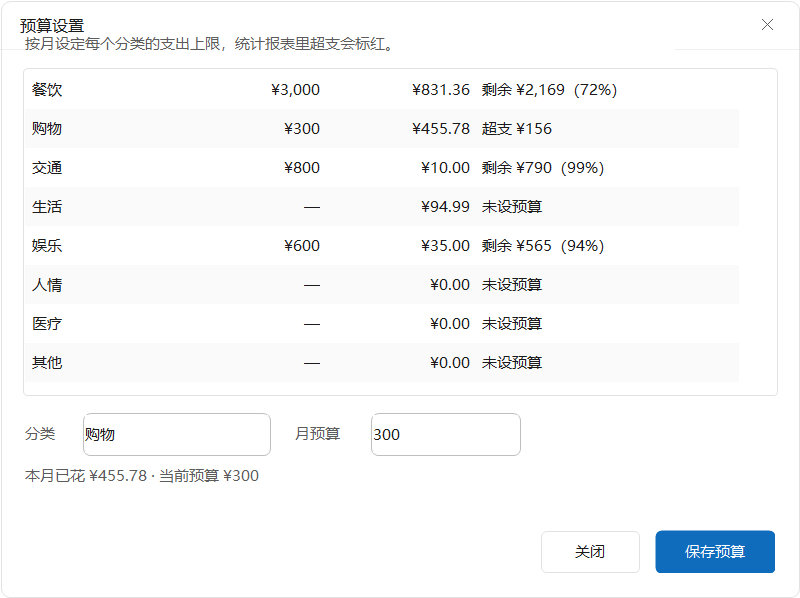 预算设置
按月设定每个分类的支出上限，统计报表里超支会标红。
餐饮 ¥3,000 ¥831.36 剩余 ¥2,169（72%）
购物 ¥300 ¥455.78 超支 ¥156
交通 ¥800 ¥10.00 剩余 ¥790（99%）
生活 — ¥94.99 未设预算
娱乐 ¥600 ¥35.00 剩余 ¥565（94%）
人情 — ¥0.00 未设预算
医疗 — ¥0.00 未设预算
其他 — ¥0.00 未设预算
分类 购物 月预算 300
本月已花 ¥455.78 · 当前预算 ¥300
关闭 保存预算